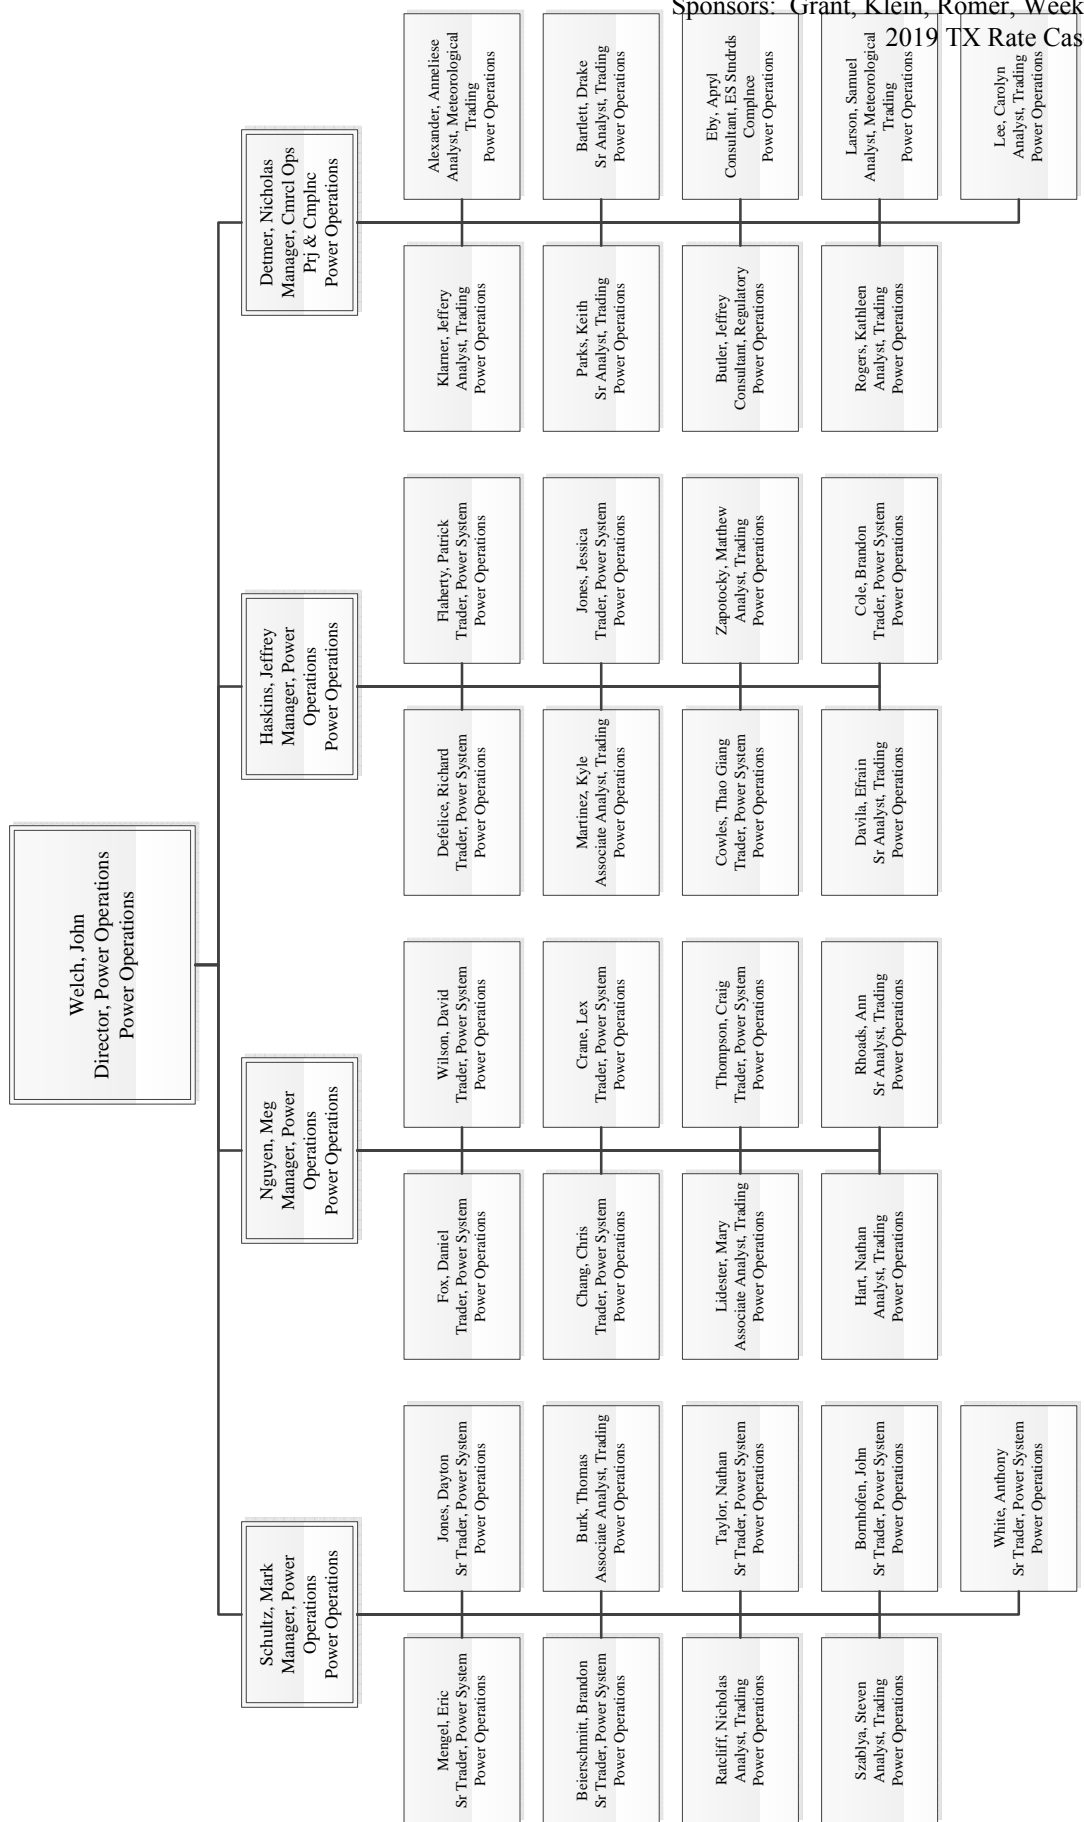 Sponsors: Grant, Klein, Romer, Week
2019 TX Rate Cas
Welch, John
Director, Power Operations
Power Operations
Schultz, Mark
Manager, Power
Operations
Power Operations
Mengel, Eric
Sr Trader, Power System
Power Operations
Jones, Dayton
Sr Trader, Power System
Power Operations
Beierschmitt, Brandon
Sr Trader, Power System
Power Operations
Burk, Thomas
Associate Analyst, Trading
Power Operations
Ratcliff, Nicholas
Analyst, Trading
Power Operations
Taylor, Nathan
Sr Trader, Power System
Power Operations
Szablya, Steven
Analyst, Trading
Power Operations
Bornhofen, John
Sr Trader, Power System
Power Operations
White, Anthony
Sr Trader, Power System
Power Operations
Nguyen, Meg
Manager, Power
Operations
Power Operations
Fox, Daniel
Trader, Power System
Power Operations
Wilson, David
Trader, Power System
Power Operations
Chang, Chris
Trader, Power System
Power Operations
Crane, Lex
Trader, Power System
Power Operations
Lidester, Mary
Associate Analyst, Trading
Power Operations
Thompson, Craig
Trader, Power System
Power Operations
Hart, Nathan
Analyst, Trading
Power Operations
Rhoads, Ann
Sr Analyst, Trading
Power Operations
Haskins, Jeffrey
Manager, Power
Operations
Power Operations
Defelice, Richard
Trader, Power System
Power Operations
Flaherty, Patrick
Trader, Power System
Power Operations
Martinez, Kyle
Associate Analyst, Trading
Power Operations
Jones, Jessica
Trader, Power System
Power Operations
Cowles, Thao Giang
Trader, Power System
Power Operations
Zapotocky, Matthew
Analyst, Trading
Power Operations
Davila, Efrain
Sr Analyst, Trading
Power Operations
Cole, Brandon
Trader, Power System
Power Operations
Detmer, Nicholas
Manager, Cmrcl Ops
Prj & Cmplnc
Power Operations
Klarner, Jeffery
Analyst, Trading
Power Operations
Alexander, Anneliese
Analyst, Meteorological
Trading
Power Operations
Parks, Keith
Sr Analyst, Trading
Power Operations
Bartlett, Drake
Sr Analyst, Trading
Power Operations
Butler, Jeffrey
Consultant, Regulatory
Power Operations
Eby, Apryl
Consultant, ES Stndrds
Complnce
Power Operations
Rogers, Kathleen
Analyst, Trading
Power Operations
Larson, Samuel
Analyst, Meteorological
Trading
Power Operations
Lee, Carolyn
Analyst, Trading
Power Operations